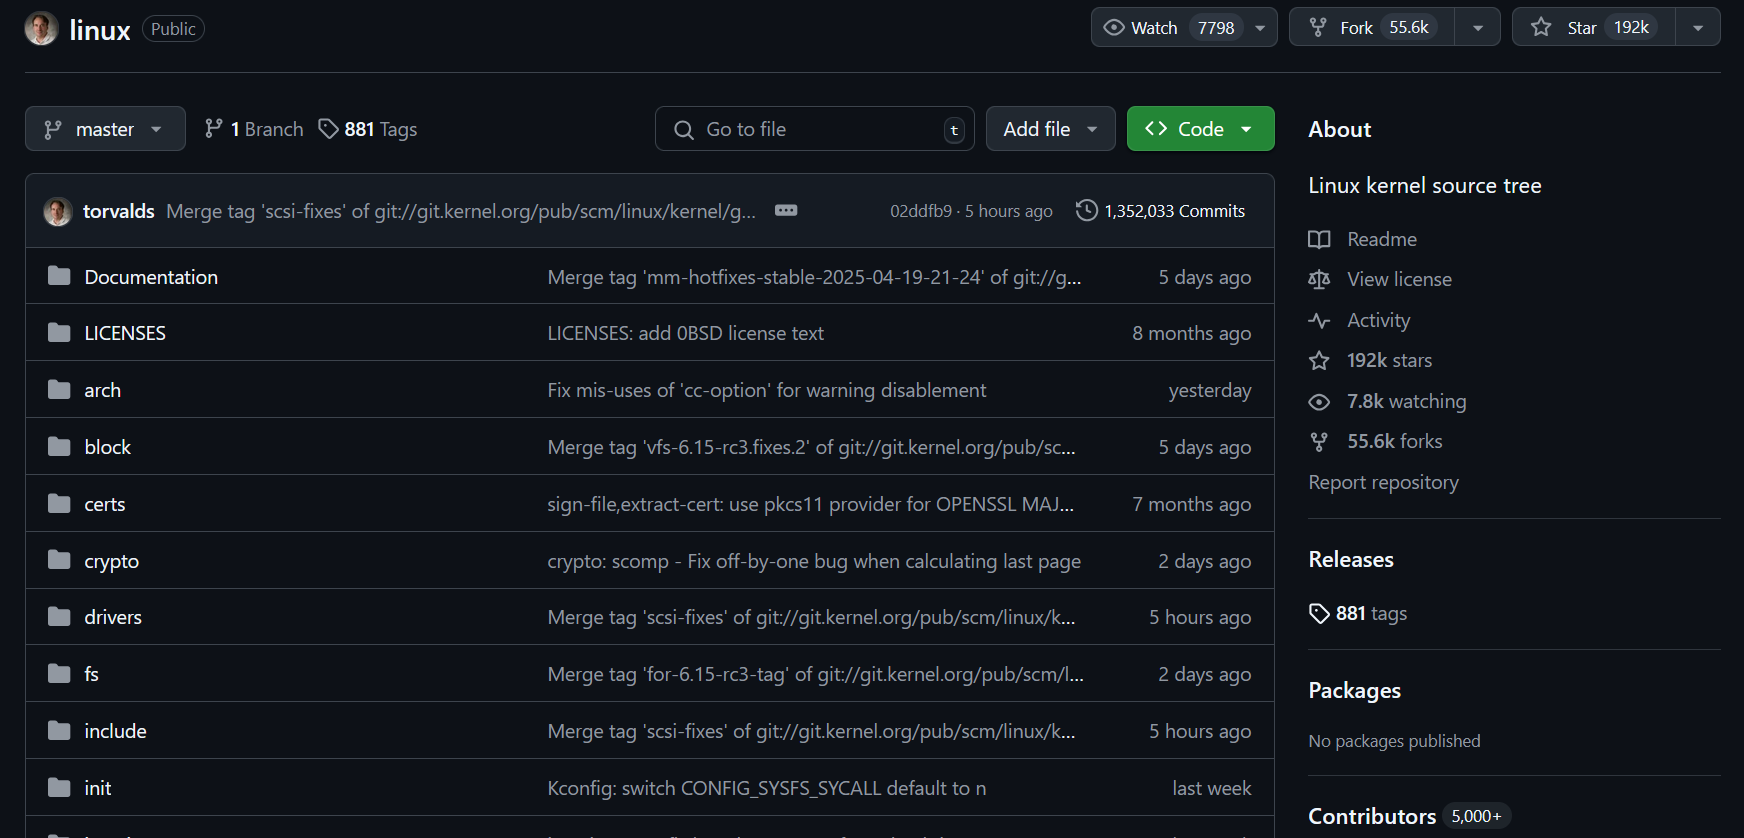 linux Public Watch 7798 Fork 55.6k Star 192k
master 1 Branch 881 Tags Go to file t Add file Code
torvalds Merge tag 'scsi-fixes' of git://git.kernel.org/pub/scm/linux/kernel/g... 02ddfb9 · 5 hours ago 1,352,033 Commits
Documentation Merge tag 'mm-hotfixes-stable-2025-04-19-21-24' of git://g... 5 days ago
LICENSES LICENSES: add 0BSD license text 8 months ago
arch Fix mis-uses of 'cc-option' for warning disablement yesterday
block Merge tag 'vfs-6.15-rc3.fixes.2' of git://git.kernel.org/pub/sc... 5 days ago
certs sign-file,extract-cert: use pkcs11 provider for OPENSSL MAJ... 7 months ago
crypto crypto: scomp - Fix off-by-one bug when calculating last page 2 days ago
drivers Merge tag 'scsi-fixes' of git://git.kernel.org/pub/scm/linux/k... 5 hours ago
fs Merge tag 'for-6.15-rc3-tag' of git://git.kernel.org/pub/scm/l... 2 days ago
include Merge tag 'scsi-fixes' of git://git.kernel.org/pub/scm/linux/k... 5 hours ago
init Kconfig: switch CONFIG_SYSFS_SYCALL default to n last week
About
Linux kernel source tree
Readme
View license
Activity
192k stars
7.8k watching
55.6k forks
Report repository
Releases
881 tags
Packages
No packages published
Contributors 5,000+